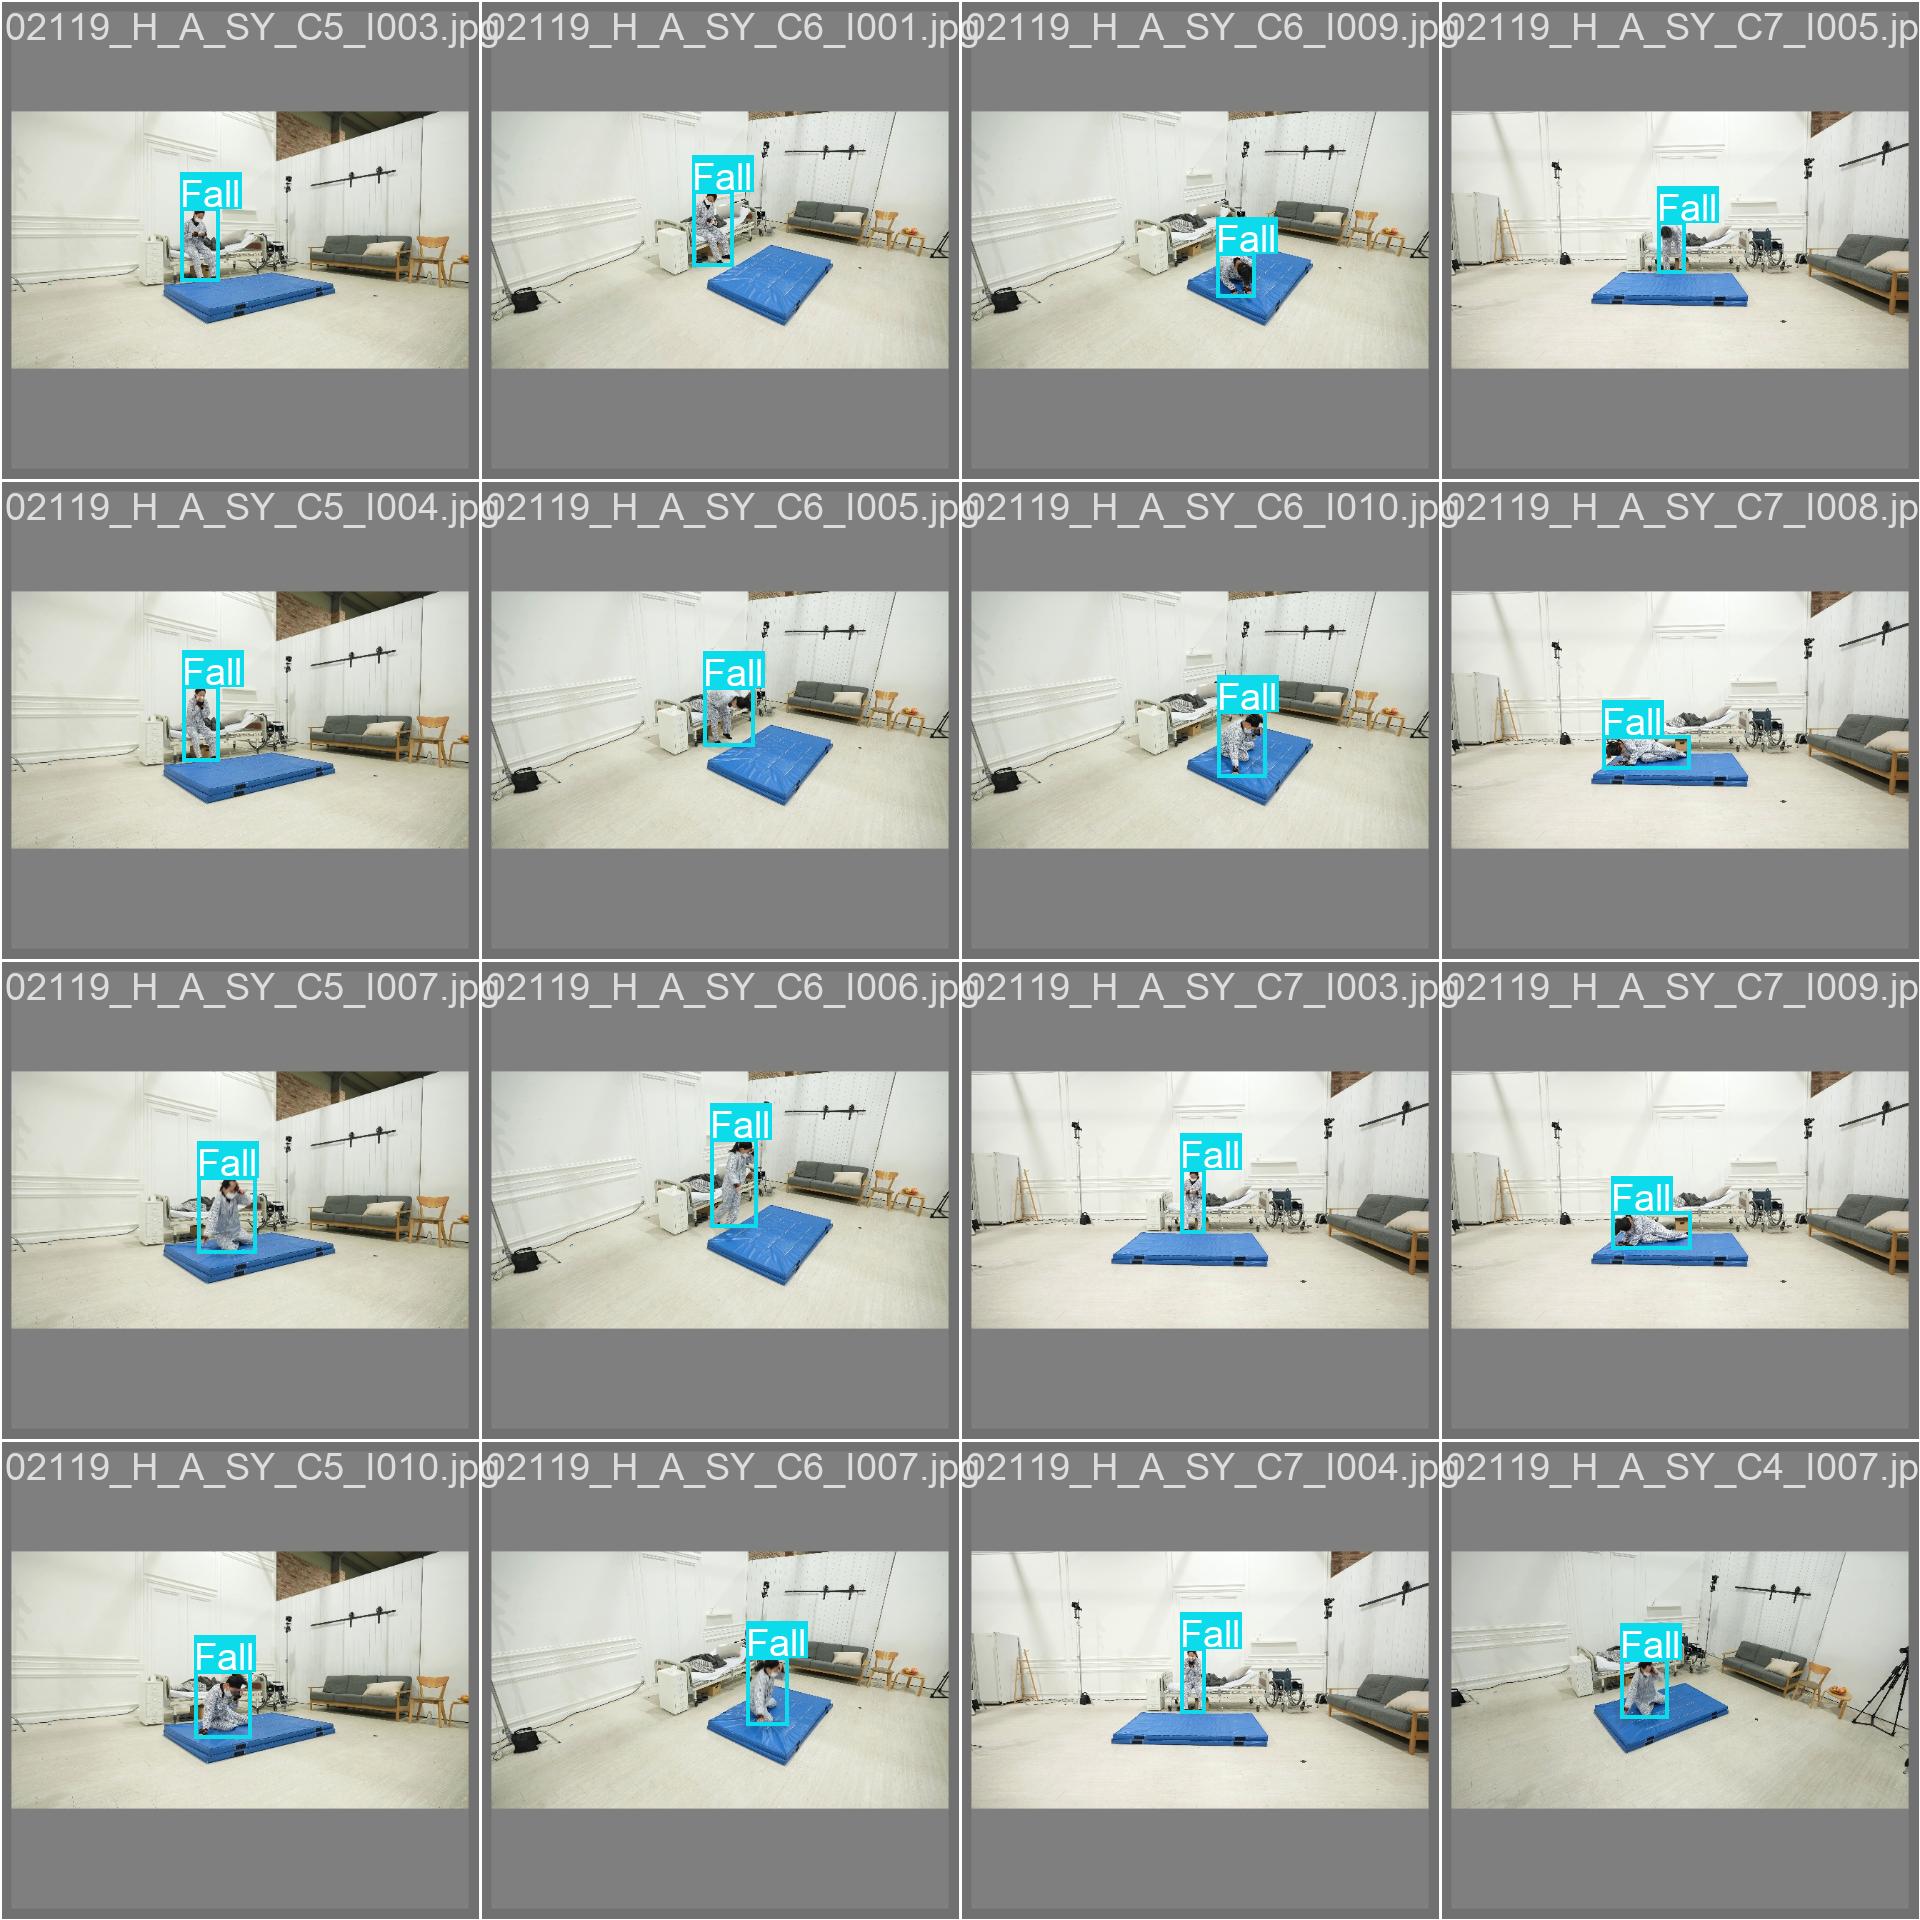 02119_H_A_SY_C5_I003.jpg
Fall
02119_H_A_SY_C6_I001.jpg
Fall
02119_H_A_SY_C6_I009.jpg
Fall
02119_H_A_SY_C7_I005.jp
Fall
02119_H_A_SY_C5_I004.jpg
Fall
02119_H_A_SY_C6_I005.jpg
Fall
02119_H_A_SY_C6_I010.jpg
Fall
02119_H_A_SY_C7_I008.jp
Fall
02119_H_A_SY_C5_I007.jpg
Fall
02119_H_A_SY_C6_I006.jpg
Fall
02119_H_A_SY_C7_I003.jpg
Fall
02119_H_A_SY_C7_I009.jp
Fall
02119_H_A_SY_C5_I010.jpg
Fall
02119_H_A_SY_C6_I007.jpg
Fall
02119_H_A_SY_C7_I004.jpg
Fall
02119_H_A_SY_C4_I007.jp
Fall